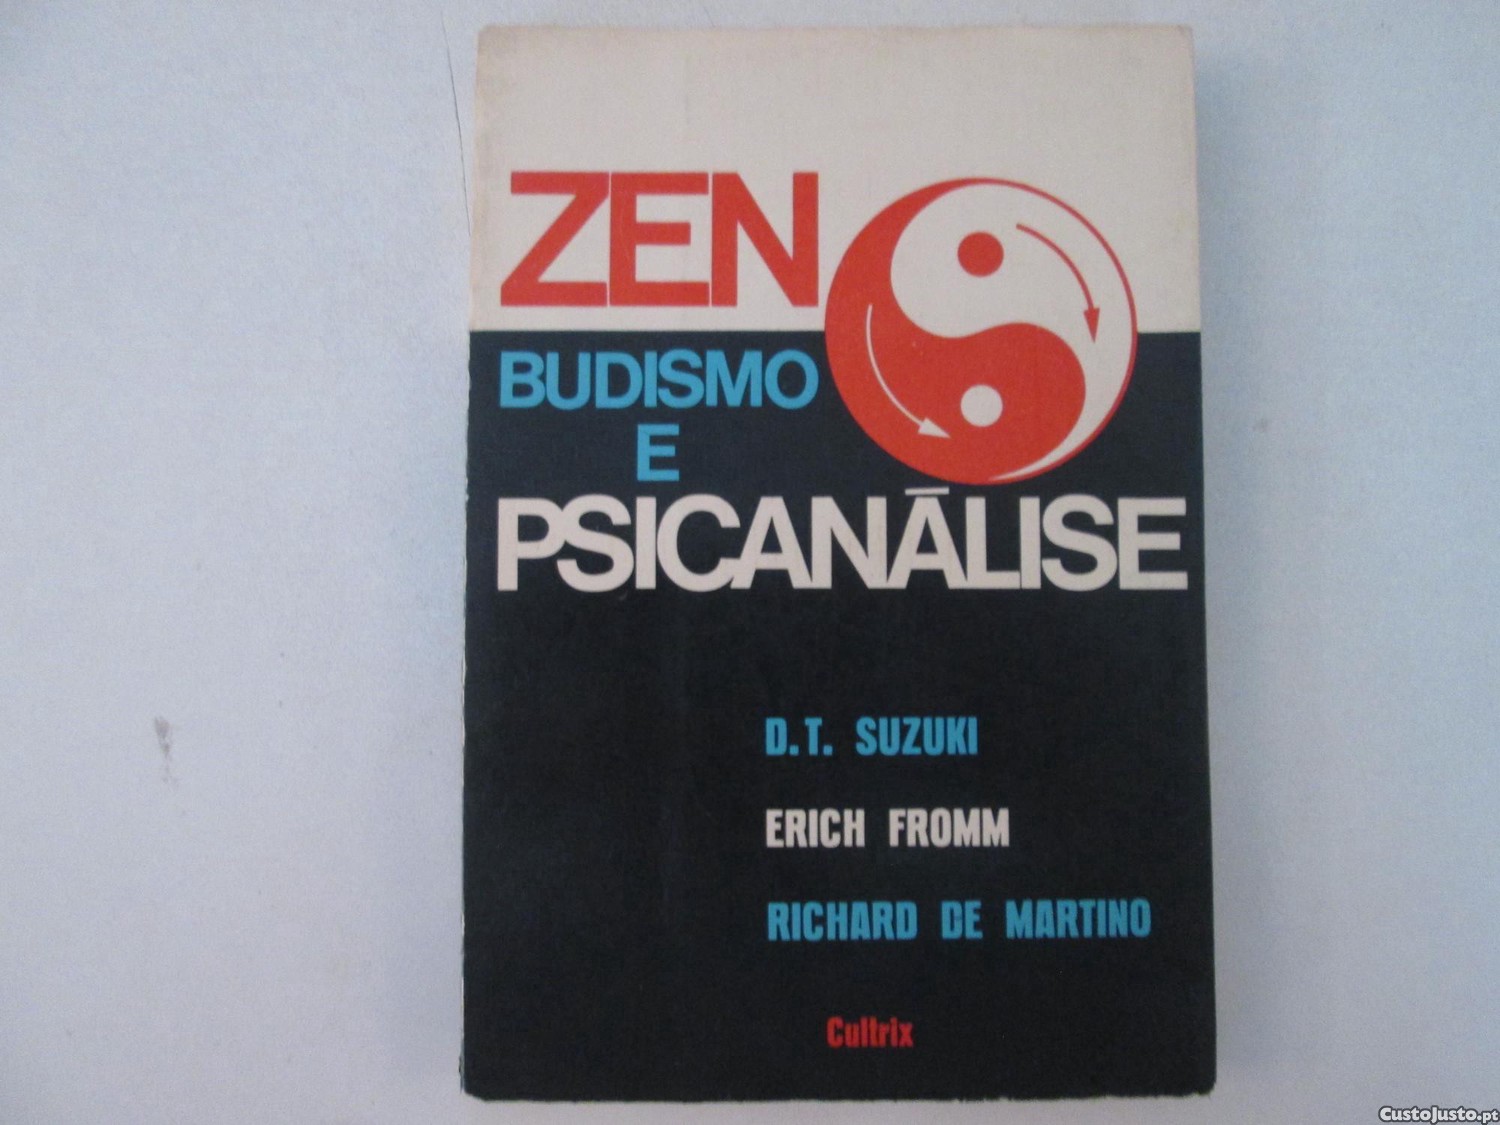 ZEN
BUDISMO
E
PSICANÁLISE
D.T. SUZUKI
ERICH FROMM
RICHARD DE MARTINO
Cultrix
CustoJusto.pt